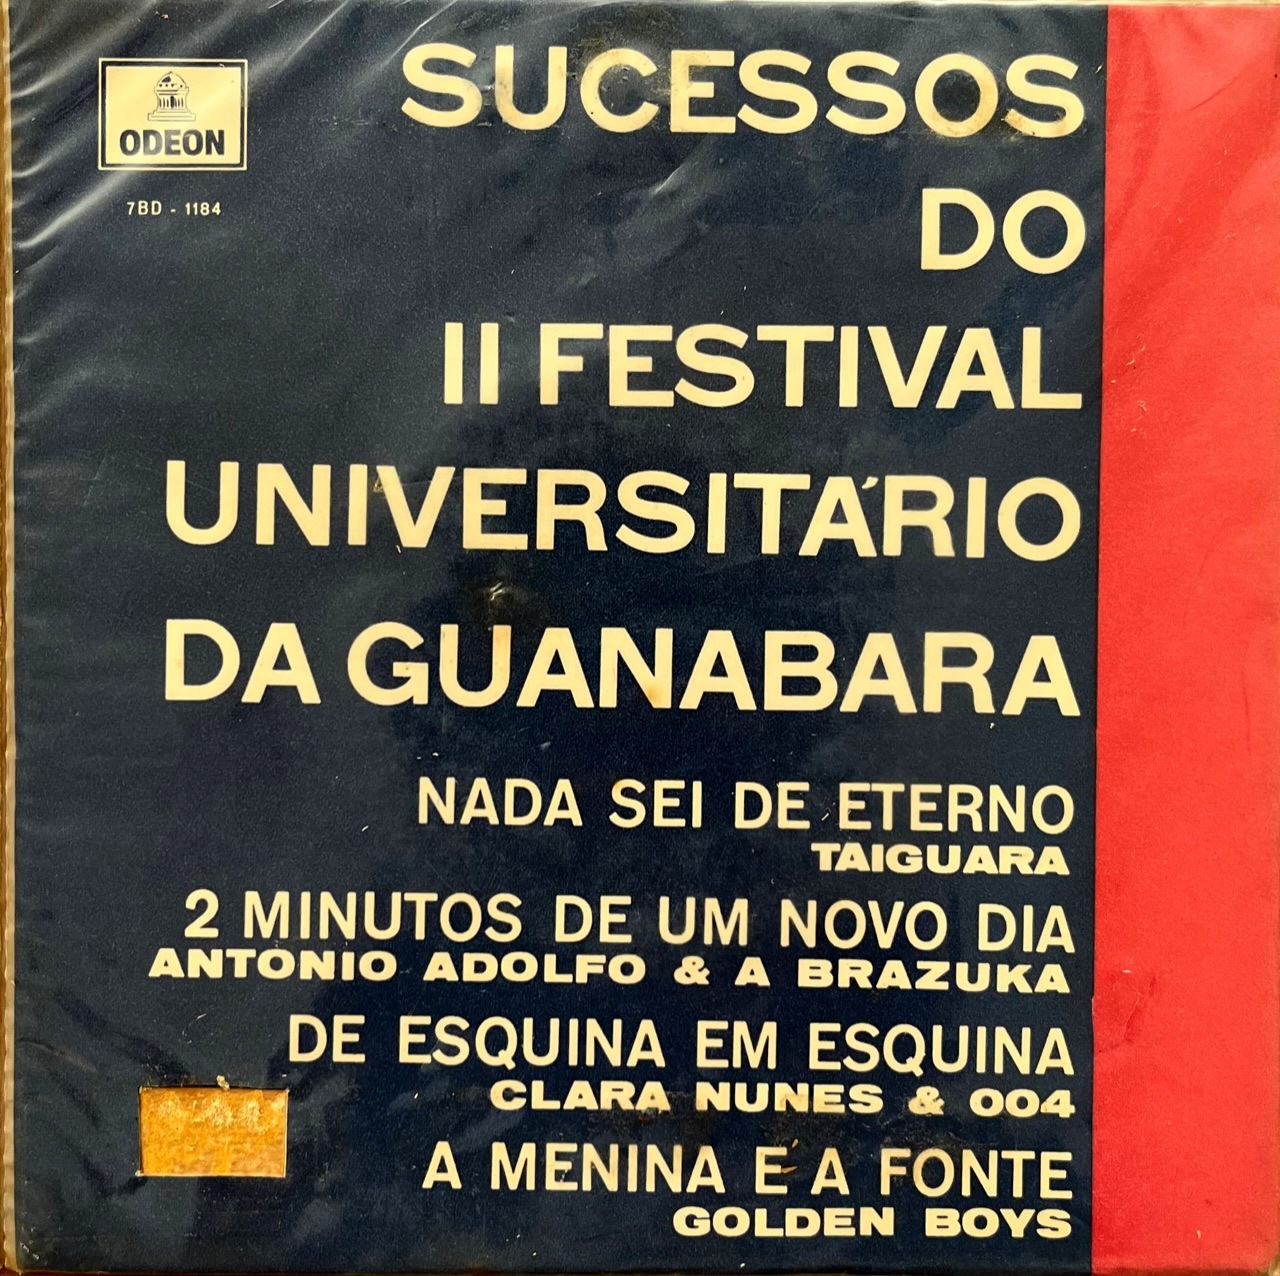 ODEON
7BD - 1184
SUCESSOS
DO
II FESTIVAL
UNIVERSITÁRIO
DA GUANABARA
NADA SEI DE ETERNO
TAIGUARA
2 MINUTOS DE UM NOVO DIA
ANTONIO ADOLFO & A BRAZUKA
DE ESQUINA EM ESQUINA
CLARA NUNES & 004
A MENINA E A FONTE
GOLDEN BOYS